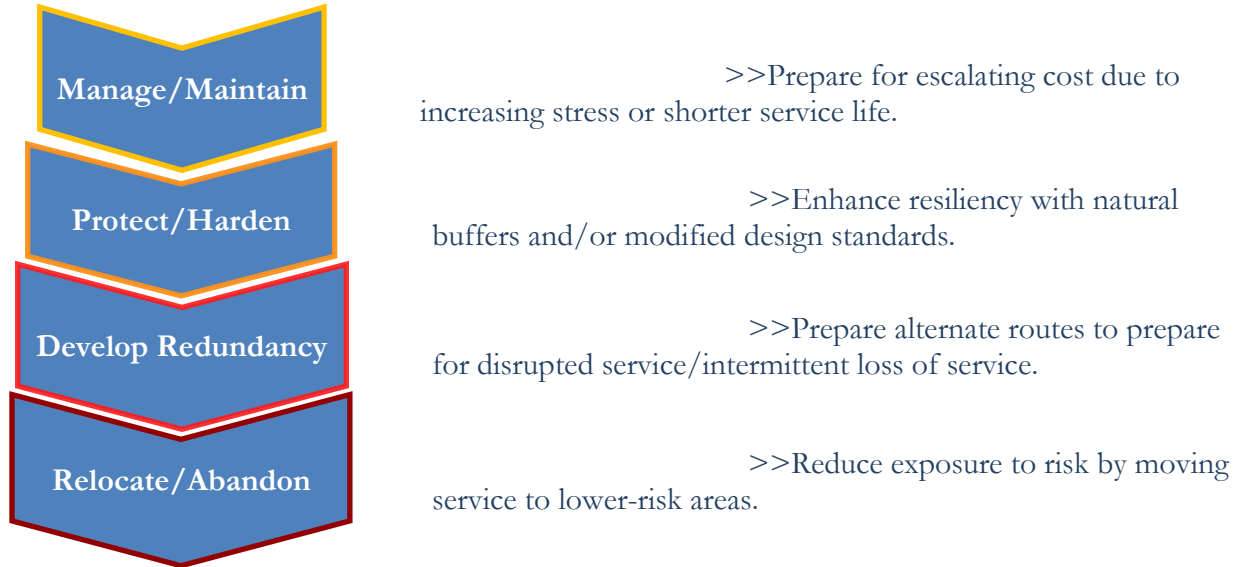 Manage/Maintain
>>Prepare for escalating cost due to
increasing stress or shorter service life.
Protect/Harden
>>Enhance resiliency with natural
buffers and/or modified design standards.
Develop Redundancy
>>Prepare alternate routes to prepare
for disrupted service/intermittent loss of service.
Relocate/Abandon
>>Reduce exposure to risk by moving
service to lower-risk areas.